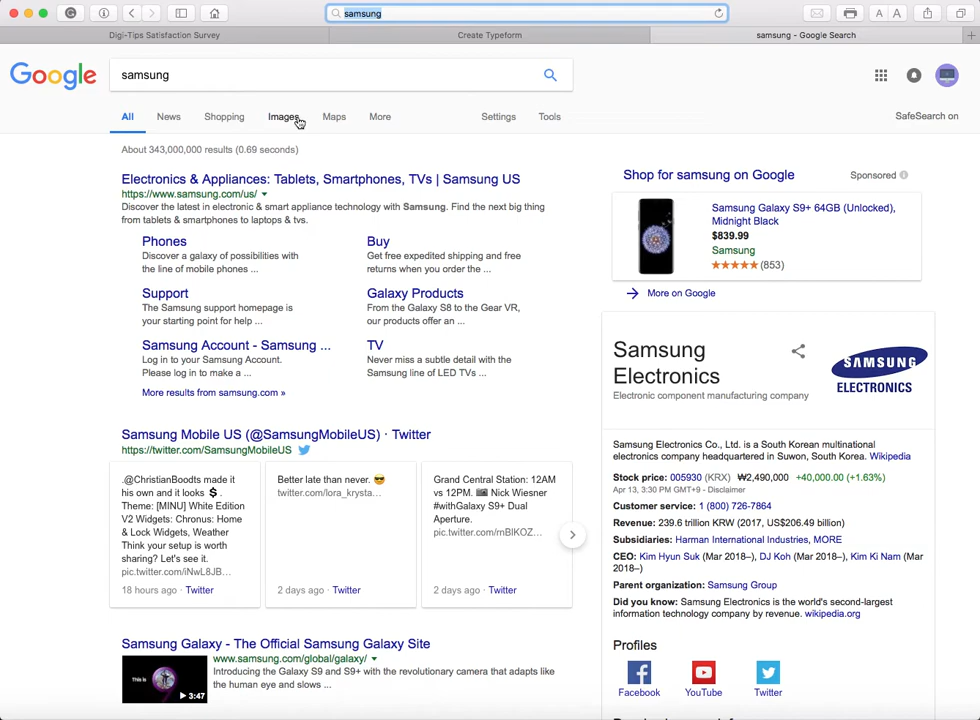 samsung
A A
Digi-Tips Satisfaction Survey
Create Typeform
samsung - Google Search
Google
samsung
All
News
Shopping
Images
Maps
More
Settings
Tools
SafeSearch on
About 343,000,000 results (0.69 seconds)
Electronics & Appliances: Tablets, Smartphones, TVs | Samsung US
https://www.samsung.com/us/
Discover the latest in electronic & smart appliance technology with Samsung. Find the next big thing
from tablets & smartphones to laptops & tvs.
Phones
Discover a galaxy of possibilities with
the line of mobile phones ...
Buy
Get free expedited shipping and free
returns when you order the ...
Support
The Samsung support homepage is
your starting point for help ...
Galaxy Products
From the Galaxy S8 to the Gear VR,
our products offer an ...
Samsung Account - Samsung ...
Log in to your Samsung Account.
Please log in to make a ...
TV
Never miss a subtle detail with the
Samsung line of LED TVs ...
More results from samsung.com »
Samsung Mobile US (@SamsungMobileUS) · Twitter
https://twitter.com/SamsungMobileUS
.@ChristianBoodts made it
his own and it looks 💲.
Theme: [MINU] White Edition
V2 Widgets: Chronus: Home
& Lock Widgets, Weather
Think your setup is worth
sharing? Let's see it.
pic.twitter.com/iNwL8JB...
18 hours ago · Twitter
Better late than never. 😎
twitter.com/lora_krysta...
2 days ago · Twitter
Grand Central Station: 12AM
vs 12PM. 📷 Nick Wiesner
#withGalaxy S9+ Dual
Aperture.
pic.twitter.com/rnBIKOZ...
2 days ago · Twitter
Samsung Galaxy - The Official Samsung Galaxy Site
www.samsung.com/global/galaxy/
Introducing the Galaxy S9 and S9+ with the revolutionary camera that adapts like
the human eye and slows ...
This is
3:47
Shop for samsung on Google
Sponsored
Samsung Galaxy S9+ 64GB (Unlocked),
Midnight Black
$839.99
Samsung
★★★★★ (853)
More on Google
Samsung
Electronics
Electronic component manufacturing company
SAMSUNG
ELECTRONICS
Samsung Electronics Co., Ltd. is a South Korean multinational
electronics company headquartered in Suwon, South Korea. Wikipedia
Stock price: 005930 (KRX) ₩2,490,000 +40,000.00 (+1.63%)
Apr 13, 3:30 PM GMT+9 - Disclaimer
Customer service: 1 (800) 726-7864
Revenue: 239.6 trillion KRW (2017, US$206.49 billion)
Subsidiaries: Harman International Industries, MORE
CEO: Kim Hyun Suk (Mar 2018–), DJ Koh (Mar 2018–), Kim Ki Nam (Mar
2018–)
Parent organization: Samsung Group
Did you know: Samsung Electronics is the world's second-largest
information technology company by revenue. wikipedia.org
Profiles
Facebook
YouTube
Twitter